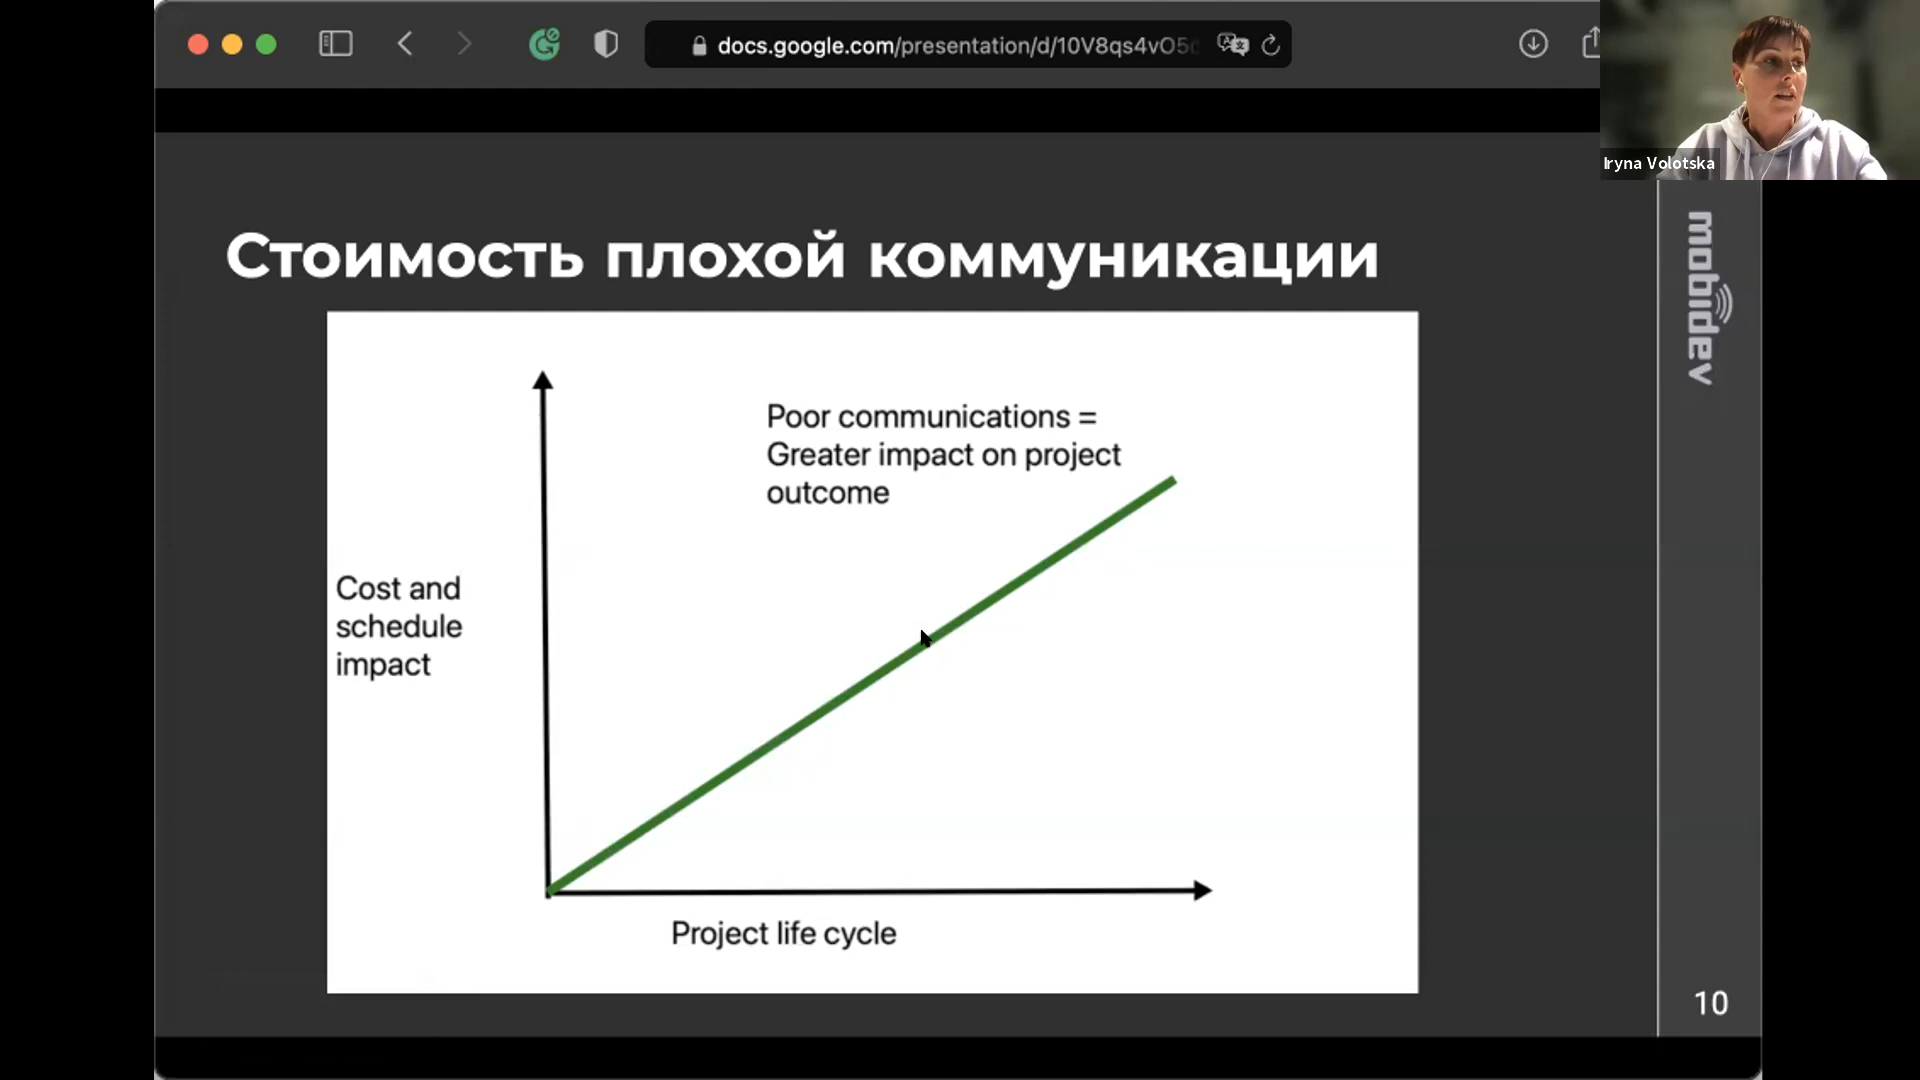 docs.google.com/presentation/d/10V8qs4vO5
Iryna Volotska
mobidev
Стоимость плохой коммуникации
Poor communications =
Greater impact on project
outcome
Cost and
schedule
impact
Project life cycle
10